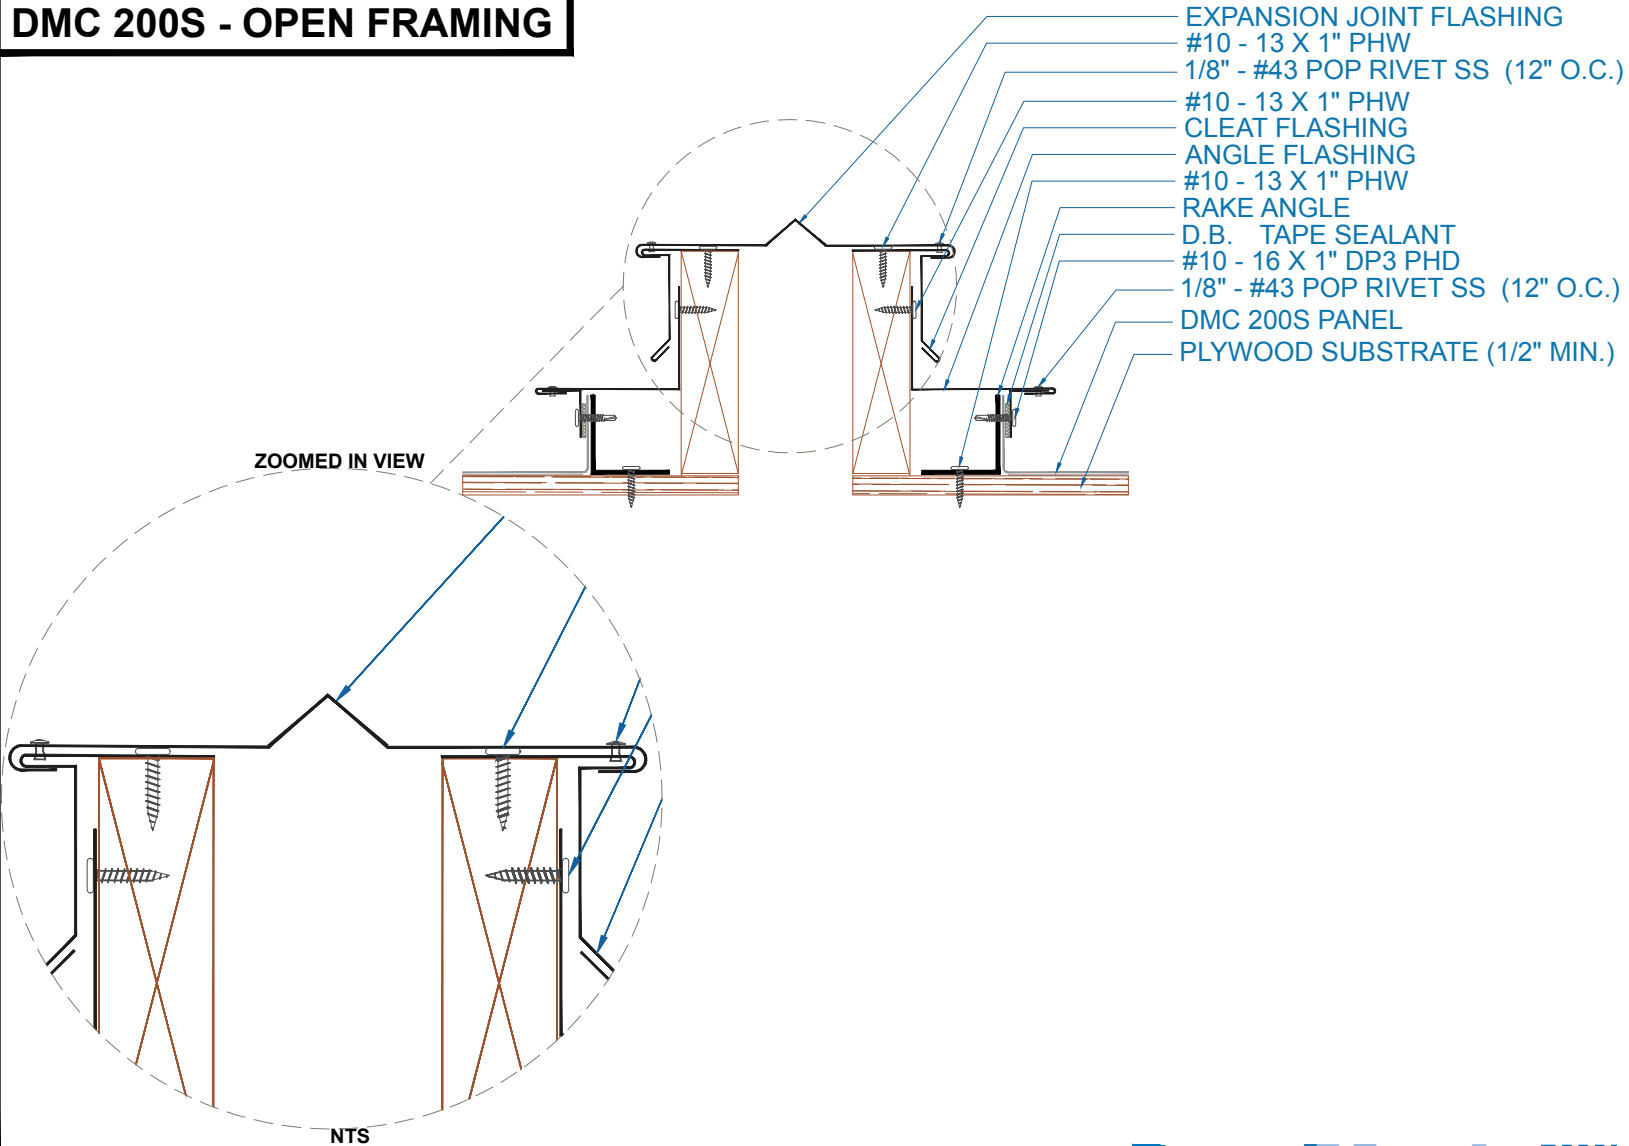 DMC 200S - OPEN FRAMING
EXPANSION JOINT FLASHING
#10 - 13 X 1" PHW
1/8" - #43 POP RIVET SS (12" O.C.)
#10 - 13 X 1" PHW
CLEAT FLASHING
ANGLE FLASHING
#10 - 13 X 1" PHW
RAKE ANGLE
D.B. TAPE SEALANT
#10 - 16 X 1" DP3 PHD
1/8" - #43 POP RIVET SS (12" O.C.)
DMC 200S PANEL
PLYWOOD SUBSTRATE (1/2" MIN.)
ZOOMED IN VIEW
NTS